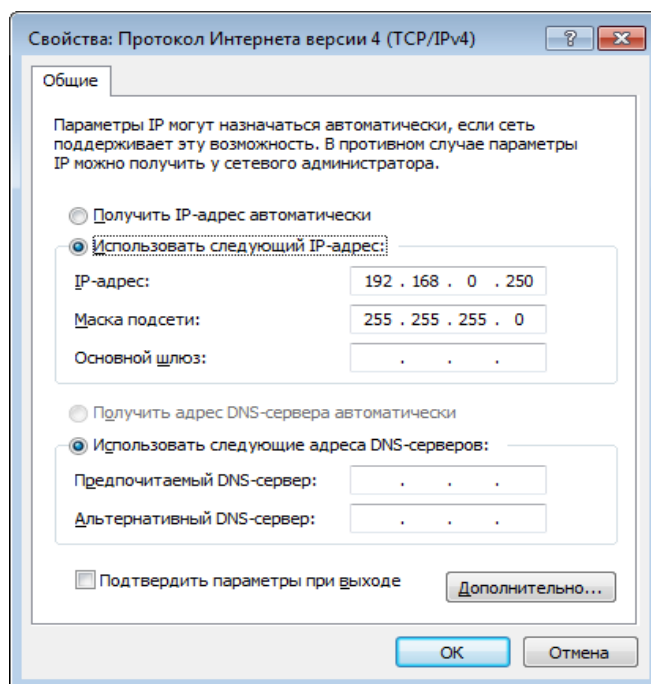 Свойства: Протокол Интернета версии 4 (TCP/IPv4)
Общие
Параметры IP могут назначаться автоматически, если сеть
поддерживает эту возможность. В противном случае параметры
IP можно получить у сетевого администратора.
Получить IP-адрес автоматически
Использовать следующий IP-адрес:
IP-адрес: 192 . 168 . 0 . 250
Маска подсети: 255 . 255 . 255 . 0
Основной шлюз: . . .
Получить адрес DNS-сервера автоматически
Использовать следующие адреса DNS-серверов:
Предпочитаемый DNS-сервер: . . .
Альтернативный DNS-сервер: . . .
Подтвердить параметры при выходе
Дополнительно...
ОК
Отмена